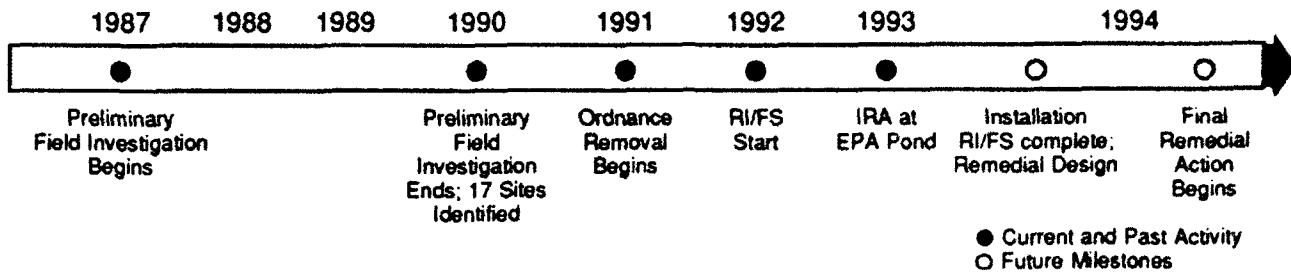 1987 1988 1989 1990 1991 1992 1993 1994
Preliminary
Field Investigation
Begins
Preliminary
Field
Investigation
Ends; 17 Sites
Identified
Ordnance
Removal
Begins
RI/FS
Start
IRA at
EPA Pond
Installation
RI/FS complete;
Remedial Design
Final
Remedial
Action
Begins
Current and Past Activity
Future Milestones